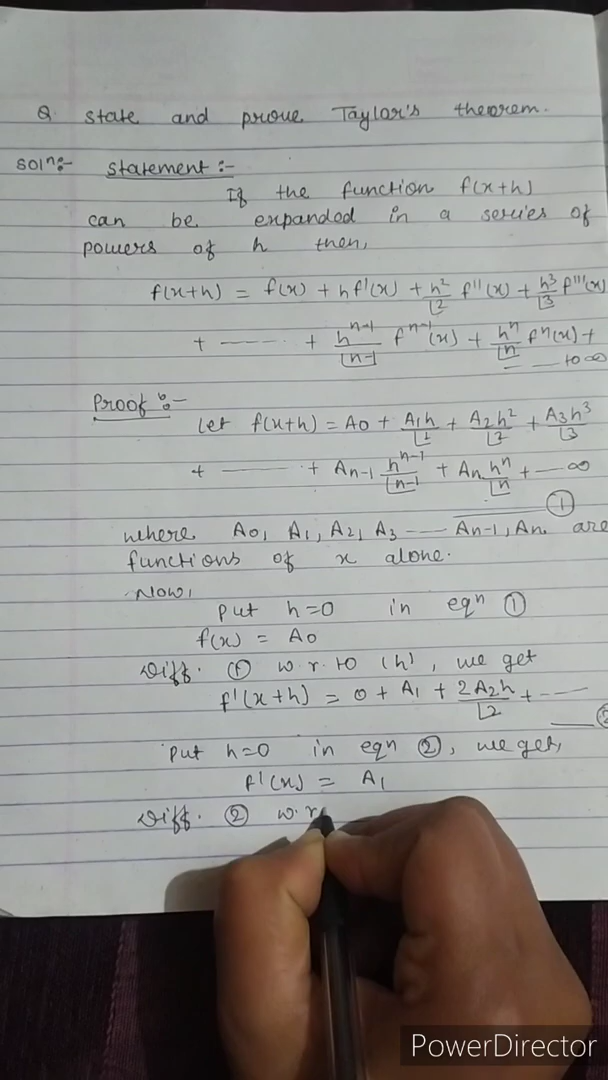 Q. State and prove Taylor's theorem.
Soln:- Statement :-
If the function f(x+h)
can be expanded in a series of
powers of h then,
f(x+h) = f(x) + hf'(x) + h²/⌊2 f''(x) + h³/⌊3 f'''(x)
+ ------ + hⁿ⁻¹/⌊n-1 fⁿ⁻¹(x) + hⁿ/⌊n fⁿ(x) +
--- to ∞
Proof :-
Let f(x+h) = A0 + A1h/⌊1 + A2h²/⌊2 + A3h³/⌊3
+ ------ + An-1 hⁿ⁻¹/⌊n-1 + An hⁿ/⌊n + --- ∞
—— ①
where A0, A1, A2, A3 ---- An-1, An are
functions of x alone.
Now,
put h=0 in eqⁿ ①
f(x) = A0
Diff. ① w.r.to 'h', we get
f'(x+h) = 0 + A1 + 2A2h/⌊2 + ---
—— ②
Put h=0 in eqn ②, we get,
f'(x) = A1
Diff. ② w.r
PowerDirector